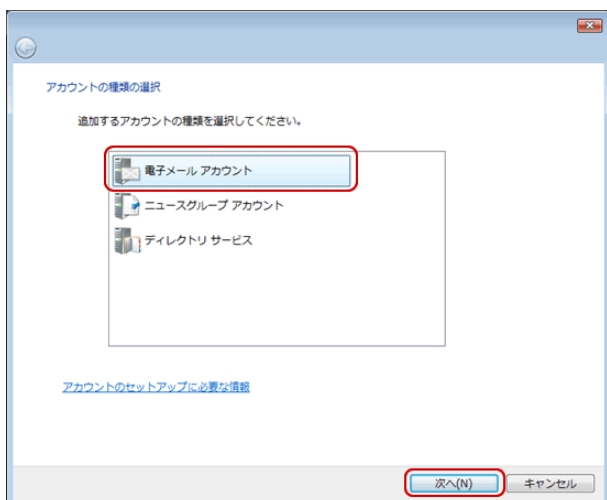 アカウントの種類の選択
追加するアカウントの種類を選択してください。
電子メール アカウント
ニュースグループ アカウント
ディレクトリ サービス
アカウントのセットアップに必要な情報
次へ(N)
キャンセル